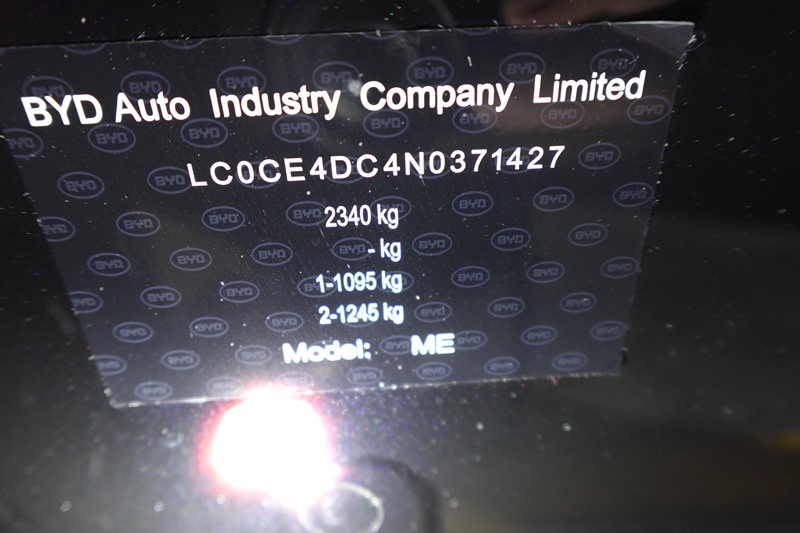 BYD Auto Industry Company Limited
LC0CE4DC4N0371427
2340 kg
- kg
1-1095 kg
2-1245 kg
Model: ME